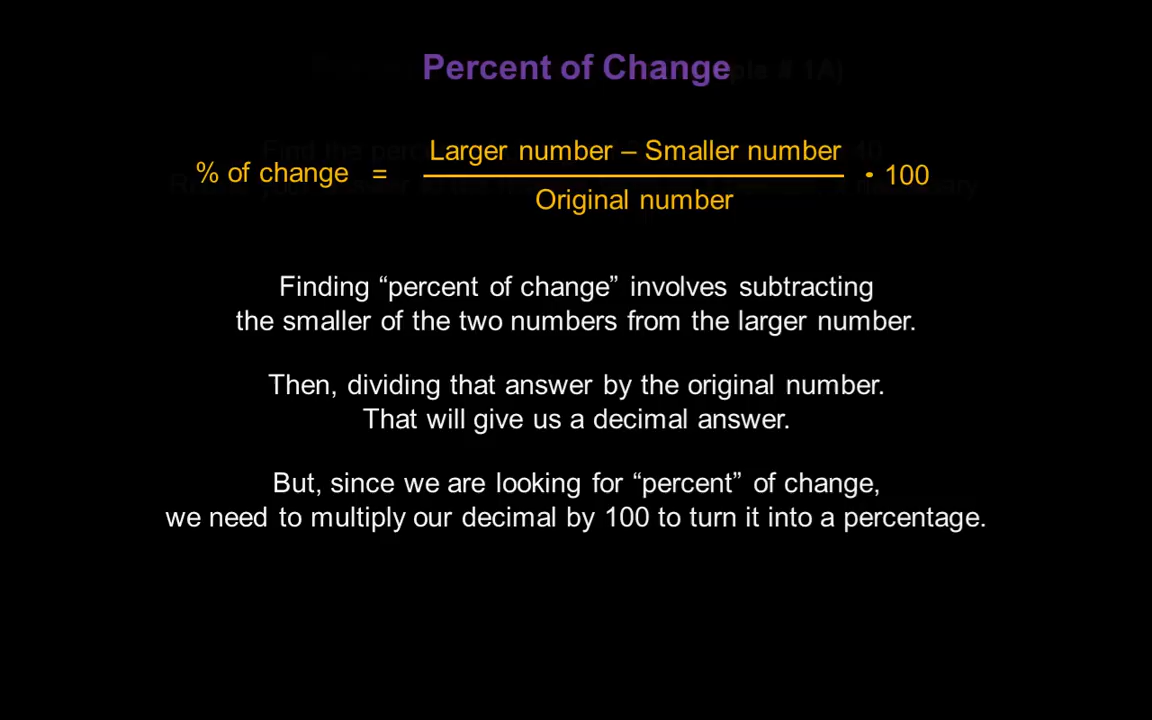 Percent of Change
% of change = Larger number – Smaller number • 100
Original number
Finding “percent of change” involves subtracting
the smaller of the two numbers from the larger number.
Then, dividing that answer by the original number.
That will give us a decimal answer.
But, since we are looking for “percent” of change,
we need to multiply our decimal by 100 to turn it into a percentage.